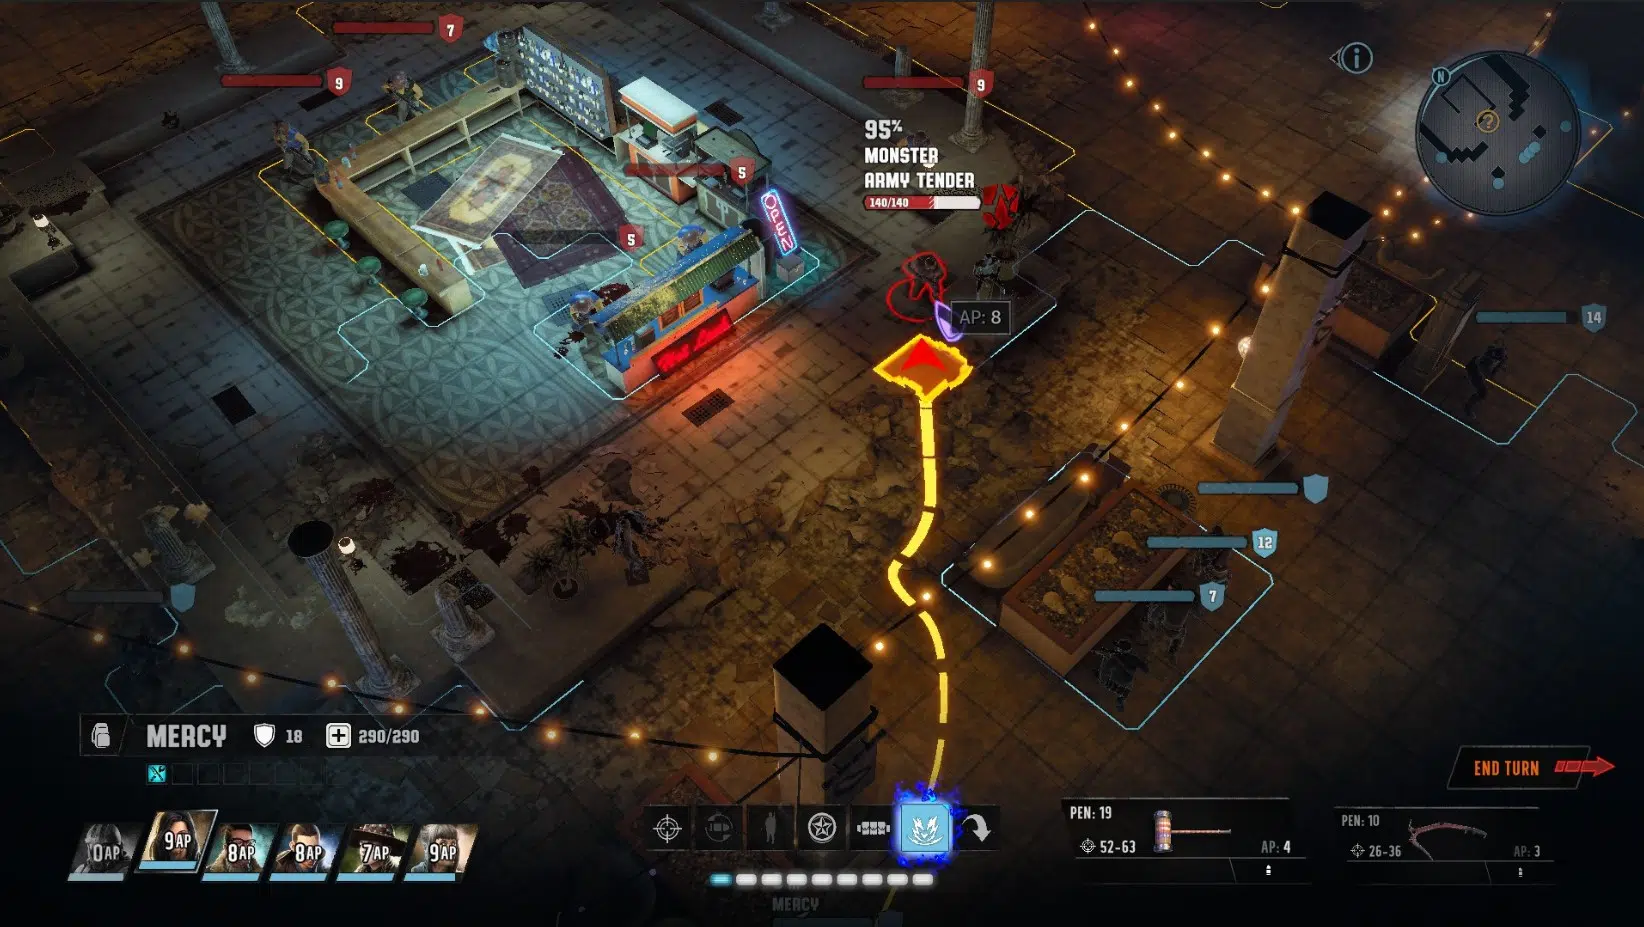 7
9
9
95%
MONSTER
ARMY TENDER
140/140
N
?
5
OPEN
5
AP: 8
14
12
7
MERCY
18
290/290
END TURN
0AP
9AP
8AP
8AP
7AP
9AP
PEN: 19
52-63
AP: 4
PEN: 10
26-36
AP: 3
MERCY